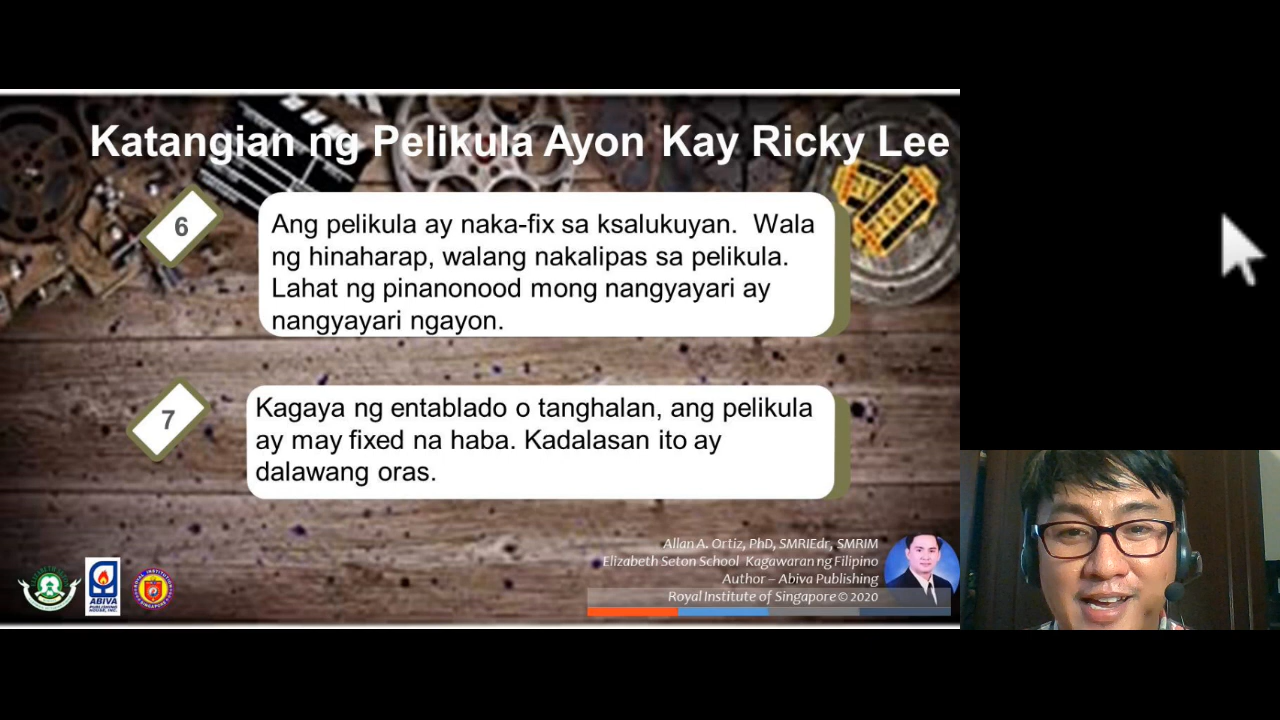 Katangian ng Pelikula Ayon Kay Ricky Lee
6
Ang pelikula ay naka-fix sa ksalukuyan. Wala
ng hinaharap, walang nakalipas sa pelikula.
Lahat ng pinanonood mong nangyayari ay
nangyayari ngayon.
7
Kagaya ng entablado o tanghalan, ang pelikula
ay may fixed na haba. Kadalasan ito ay
dalawang oras.
Allan A. Ortiz, PhD, SMRIEdr, SMRIM
Elizabeth Seton School Kagawaran ng Filipino
Author – Abiva Publishing
Royal Institute of Singapore © 2020
ABIVA
PUBLISHING
HOUSE, INC.